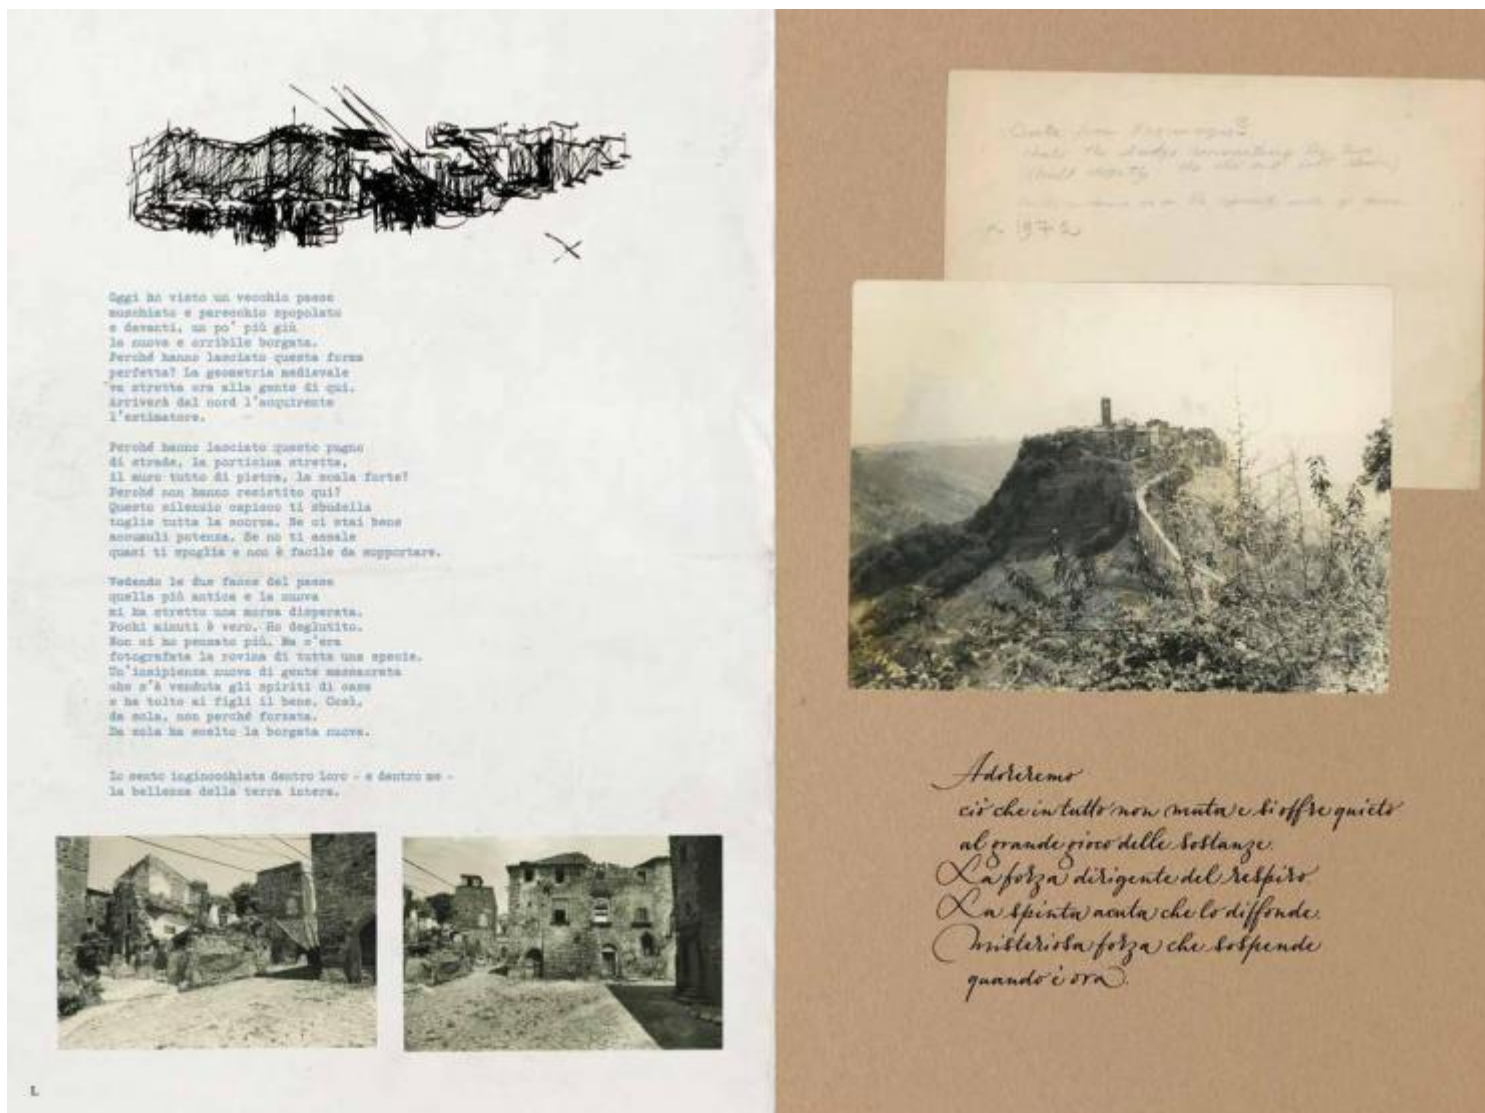 Oggi ho visto un vecchio paese
muschiato e parecchio spopolato
e davanti, un po' più giù
la nuova e orribile borgata.
Perché hanno lasciato questa forma
perfetta? La geometria medievale
va stretta ora alla gente di qui.
Arriverà dal nord l'acquirente
l'estimatore.
Perché hanno lasciato questo pugno
di strade, la porticina stretta,
il muro tutto di pietra, la scala forte?
Perché non hanno resistito qui?
Questo silenzio capisco ti sbudella
toglie tutta la scorza. Se ci stai bene
accumuli potenza. Se no ti assale
quasi ti spoglia e non è facile da sopportare.
Vedendo le due facce del paese
quella più antica e la nuova
mi ha stretto una morsa disperata.
Pochi minuti è vero. Ho deglutito.
Non ci ho pensato più. Ma c'era
fotografata la rovina di tutta una specie.
Un'insipienza nuova di gente massacrata
che s'è venduta gli spiriti di casa
e ha tolto ai figli il bene. Così,
da sola, non perché forzata.
Da sola ha scelto la borgata nuova.
Io sento inginocchiata dentro loro - e dentro me -
la bellezza della terra intera.
L
the bridge connecting the two
1972
Adoreremo
ciò che in tutto non muta e si offre quieto
al grande gioco delle sostanze.
La forza dirigente del respiro
La spinta acuta che lo diffonde.
Misteriosa forza che sospende
quando è ora.